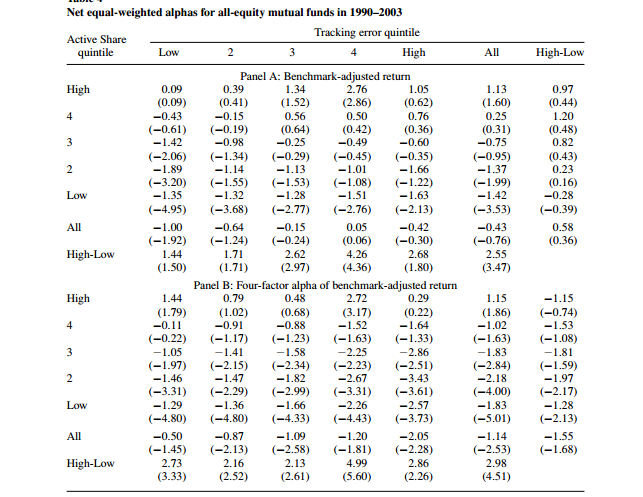 Net equal-weighted alphas for all-equity mutual funds in 1990–2003
Active Share quintile Tracking error quintile
Low 2 3 4 High All High-Low
Panel A: Benchmark-adjusted return
High 0.09 0.39 1.34 2.76 1.05 1.13 0.97
(0.09) (0.41) (1.52) (2.86) (0.62) (1.60) (0.44)
4 −0.43 −0.15 0.56 0.50 0.76 0.25 1.20
(−0.61) (−0.19) (0.64) (0.42) (0.36) (0.31) (0.48)
3 −1.42 −0.98 −0.25 −0.49 −0.60 −0.75 0.82
(−2.06) (−1.34) (−0.29) (−0.45) (−0.35) (−0.95) (0.43)
2 −1.89 −1.14 −1.13 −1.01 −1.66 −1.37 0.23
(−3.20) (−1.55) (−1.53) (−1.08) (−1.22) (−1.99) (0.16)
Low −1.35 −1.32 −1.28 −1.51 −1.63 −1.42 −0.28
(−4.95) (−3.68) (−2.77) (−2.76) (−2.13) (−3.53) (−0.39)
All −1.00 −0.64 −0.15 0.05 −0.42 −0.43 0.58
(−1.92) (−1.24) (−0.24) (0.06) (−0.30) (−0.76) (0.36)
High-Low 1.44 1.71 2.62 4.26 2.68 2.55
(1.50) (1.71) (2.97) (4.36) (1.80) (3.47)
Panel B: Four-factor alpha of benchmark-adjusted return
High 1.44 0.79 0.48 2.72 0.29 1.15 −1.15
(1.79) (1.02) (0.68) (3.17) (0.22) (1.86) (−0.74)
4 −0.11 −0.91 −0.88 −1.52 −1.64 −1.02 −1.53
(−0.22) (−1.17) (−1.23) (−1.63) (−1.33) (−1.63) (−1.08)
3 −1.05 −1.41 −1.58 −2.25 −2.86 −1.83 −1.81
(−1.97) (−2.15) (−2.34) (−2.23) (−2.51) (−2.84) (−1.59)
2 −1.46 −1.47 −1.82 −2.67 −3.43 −2.18 −1.97
(−3.31) (−2.29) (−2.99) (−3.31) (−3.61) (−4.00) (−2.17)
Low −1.29 −1.36 −1.66 −2.26 −2.57 −1.83 −1.28
(−4.80) (−4.80) (−4.33) (−4.43) (−3.73) (−5.01) (−2.13)
All −0.50 −0.87 −1.09 −1.20 −2.05 −1.14 −1.55
(−1.45) (−2.13) (−2.58) (−1.81) (−2.28) (−2.53) (−1.68)
High-Low 2.73 2.16 2.13 4.99 2.86 2.98
(3.33) (2.52) (2.61) (5.60) (2.26) (4.51)